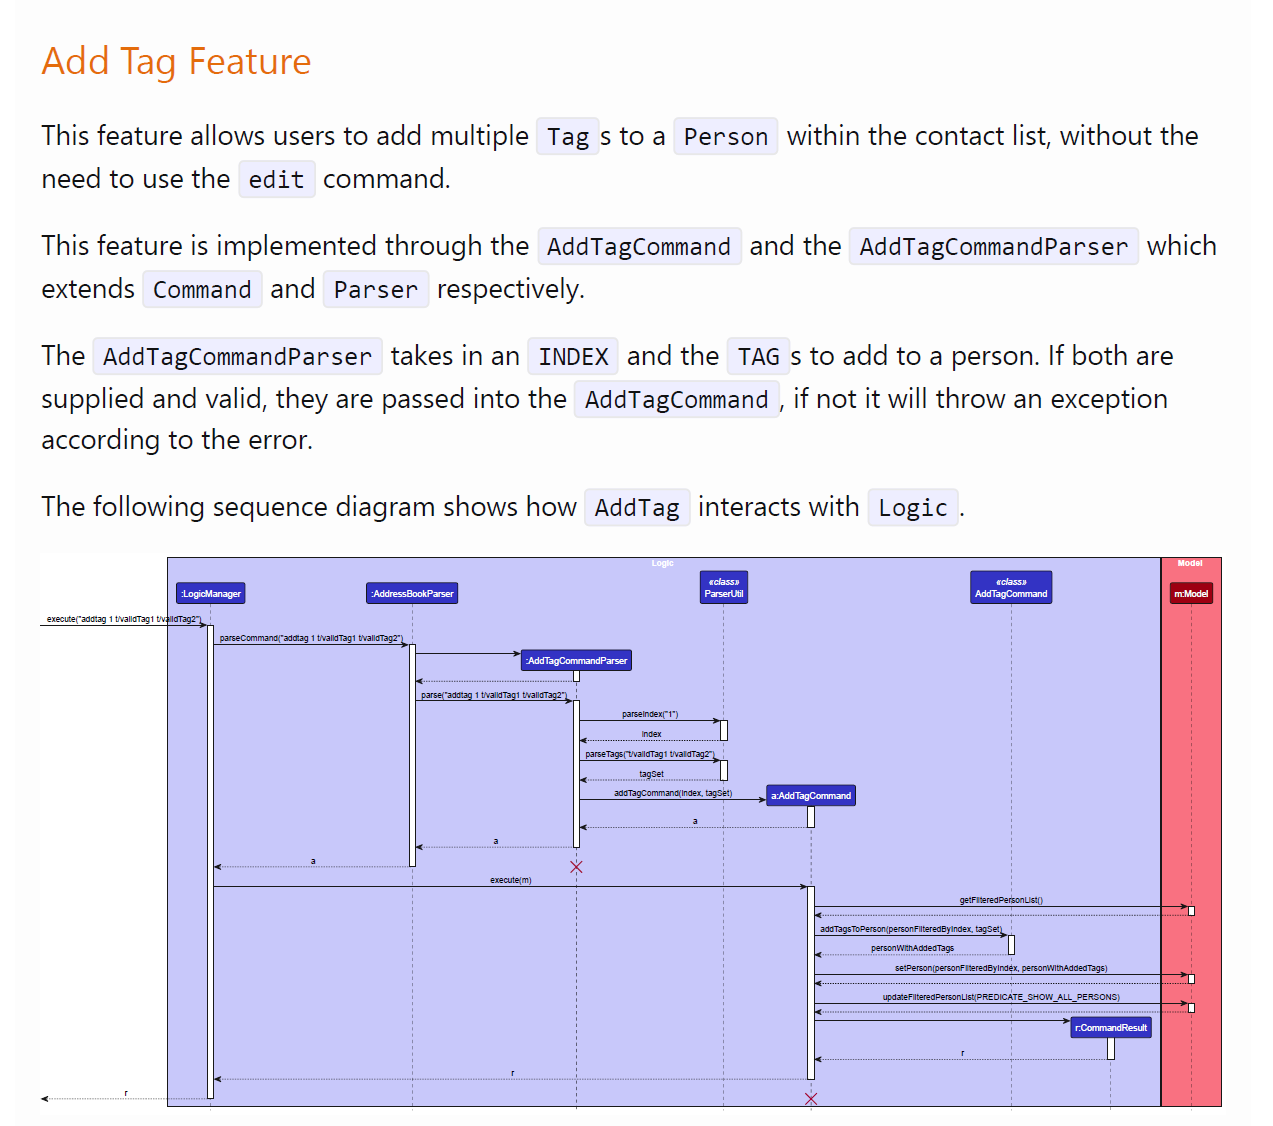 Add Tag Feature
This feature allows users to add multiple Tag s to a Person within the contact list, without the
need to use the edit command.
This feature is implemented through the AddTagCommand and the AddTagCommandParser which
extends Command and Parser respectively.
The AddTagCommandParser takes in an INDEX and the TAG s to add to a person. If both are
supplied and valid, they are passed into the AddTagCommand , if not it will throw an exception
according to the error.
The following sequence diagram shows how AddTag interacts with Logic .
Logic
Model
:LogicManager
:AddressBookParser
«class»
ParserUtil
«class»
AddTagCommand
m:Model
execute("addtag 1 t/validTag1 t/validTag2")
parseCommand("addtag 1 t/validTag1 t/validTag2")
:AddTagCommandParser
parse("addtag 1 t/validTag1 t/validTag2")
parseIndex("1")
index
parseTags("t/validTag1 t/validTag2")
tagSet
addTagCommand(index, tagSet)
a:AddTagCommand
a
a
a
execute(m)
getFilteredPersonList()
addTagsToPerson(personFilteredByIndex, tagSet)
personWithAddedTags
setPerson(personFilteredByIndex, personWithAddedTags)
updateFilteredPersonList(PREDICATE_SHOW_ALL_PERSONS)
r:CommandResult
r
r
r